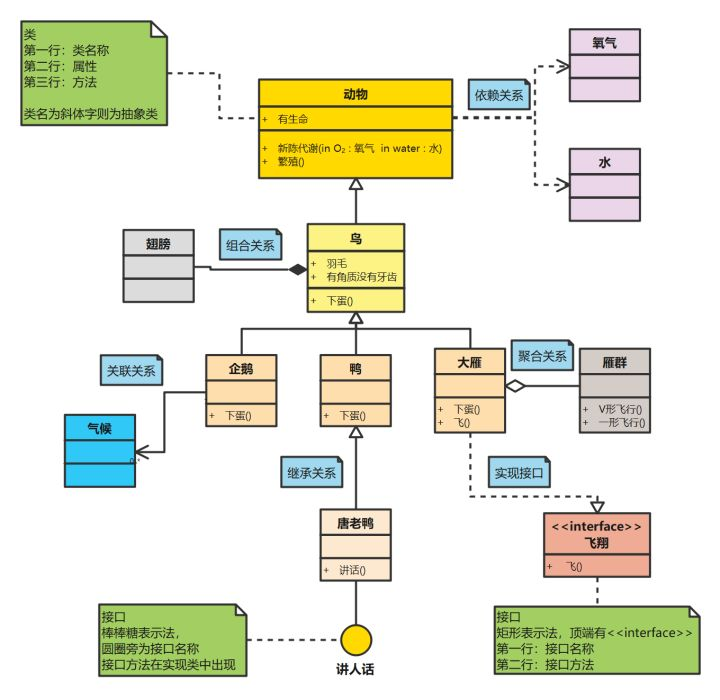 类
第一行：类名称
第二行：属性
第三行：方法
类名为斜体字则为抽象类
动物
+ 有生命
+ 新陈代谢(in O₂ : 氧气 in water : 水)
+ 繁殖()
依赖关系
氧气
水
翅膀
组合关系
鸟
+ 羽毛
+ 有角质没有牙齿
+ 下蛋()
关联关系
企鹅
+ 下蛋()
鸭
+ 下蛋()
大雁
+ 下蛋()
+ 飞()
聚合关系
雁群
+ V形飞行()
+ 一形飞行()
气候
继承关系
实现接口
唐老鸭
+ 讲话()
<<interface>>
飞翔
+ 飞()
接口
棒棒糖表示法，
圆圈旁为接口名称
接口方法在实现类中出现
讲人话
接口
矩形表示法，顶端有<<interface>>
第一行：接口名称
第二行：接口方法